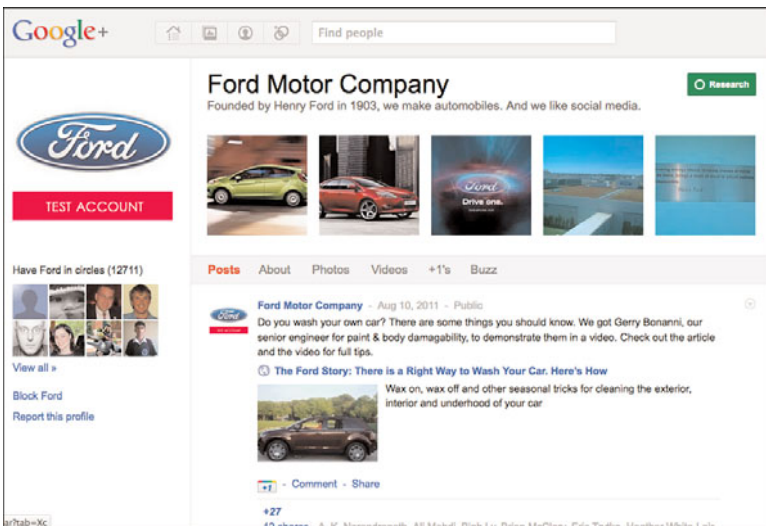 Google+
Find people
Ford Motor Company
Research
Founded by Henry Ford in 1903, we make automobiles. And we like social media.
Ford
TEST ACCOUNT
Ford
Drive one.
Have Ford in circles (12711)
View all »
Block Ford
Report this profile
Posts About Photos Videos +1's Buzz
Ford Motor Company - Aug 10, 2011 - Public
Do you wash your own car? There are some things you should know. We got Gerry Bonanni, our
senior engineer for paint & body damagability, to demonstrate them in a video. Check out the article
and the video for full tips.
The Ford Story: There is a Right Way to Wash Your Car. Here's How
Wax on, wax off and other seasonal tricks for cleaning the exterior,
interior and underhood of your car
+1 - Comment - Share
+27
ar?tab=Xc